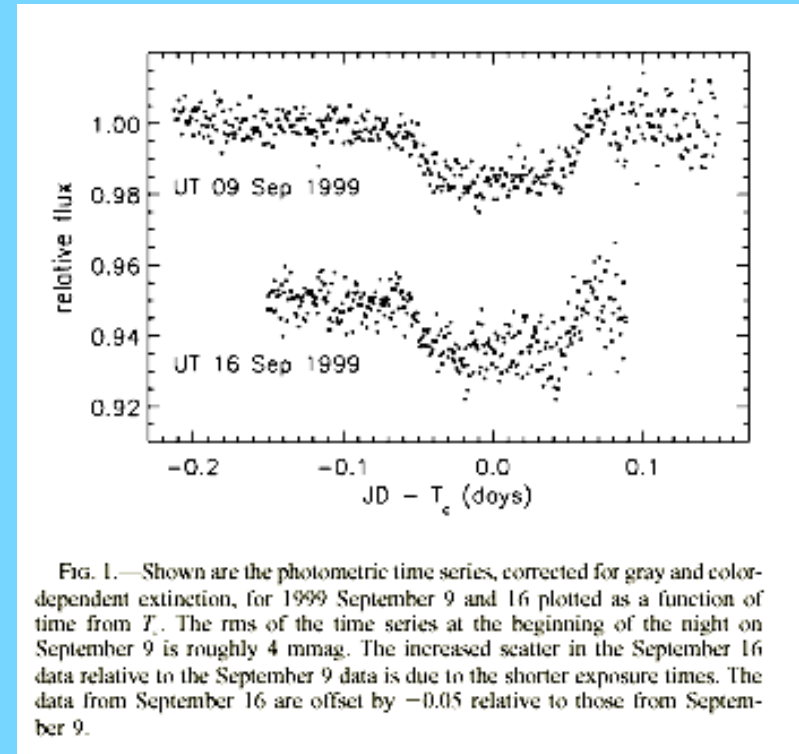 1.00
0.98
0.96
0.94
0.92
relative flux
UT 09 Sep 1999
UT 16 Sep 1999
−0.2 −0.1 0.0 0.1
JD − Tc (days)
FIG. 1.—Shown are the photometric time series, corrected for gray and color-
dependent extinction, for 1999 September 9 and 16 plotted as a function of
time from Tc. The rms of the time series at the beginning of the night on
September 9 is roughly 4 mmag. The increased scatter in the September 16
data relative to the September 9 data is due to the shorter exposure times. The
data from September 16 are offset by −0.05 relative to those from Septem-
ber 9.